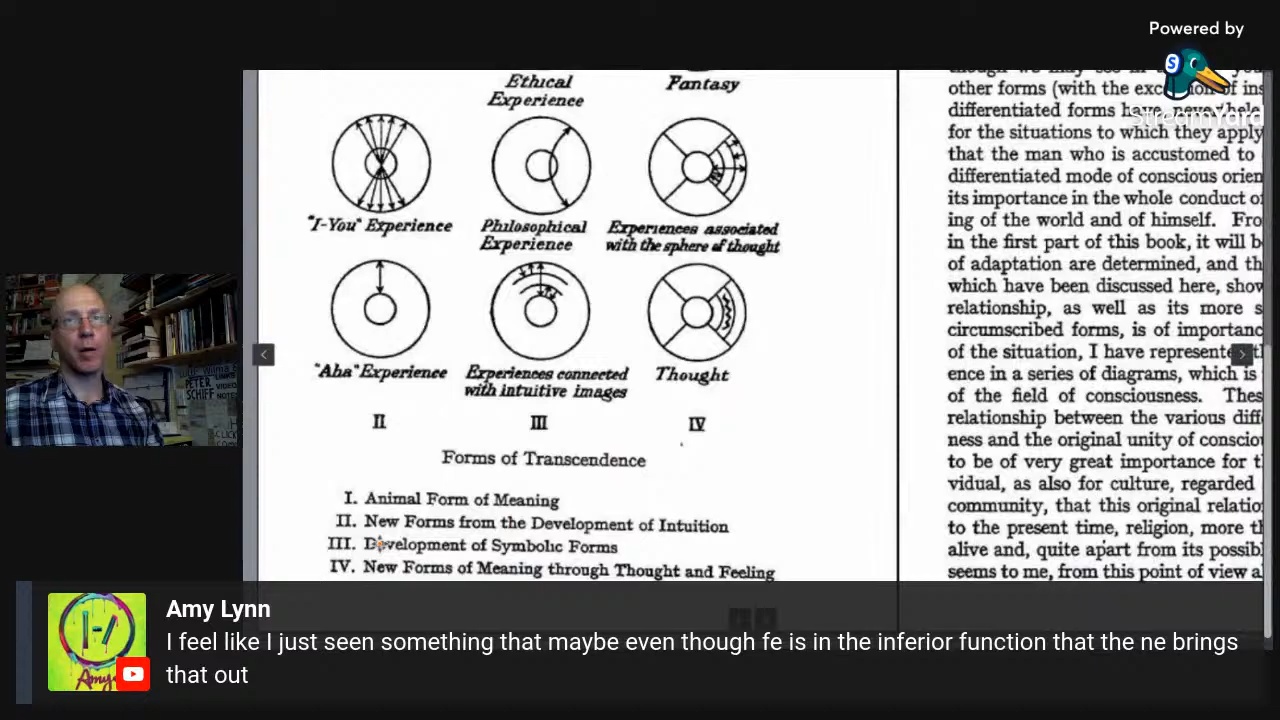 Powered by
StreamYard
Ethical
Experience
Fantasy
"I-You" Experience
Philosophical
Experience
Experiences associated
with the sphere of thought
"Aha" Experience
Experiences connected
with intuitive images
Thought
II
III
IV
Forms of Transcendence
I. Animal Form of Meaning
II. New Forms from the Development of Intuition
III. Development of Symbolic Forms
IV. New Forms of Meaning through Thought and Feeling
other forms (with the of ins
differentiated forms have
for the situations to which they apply
that the man who is accustomed to
differentiated mode of conscious orien
its importance in the whole conduct o
ing of the world and of himself. Fro
in the first part of this book, it will b
of adaptation are determined, and th
which have been discussed here, show
relationship, as well as its more s
circumscribed forms, is of importanc
of the situation, I have represente
ence in a series of diagrams, which is
of the field of consciousness. Thes
relationship between the various diff
ness and the original unity of conscio
to be of very great importance for t
vidual, as also for culture, regarded
community, that this original relatio
to the present time, religion, more t
alive and, quite apart from its possib
seems to me, from this point of view a
PETER
SCHIFF
LINKS
VIDEO
NOTE
Amy Lynn
I feel like I just seen something that maybe even though fe is in the inferior function that the ne brings
that out